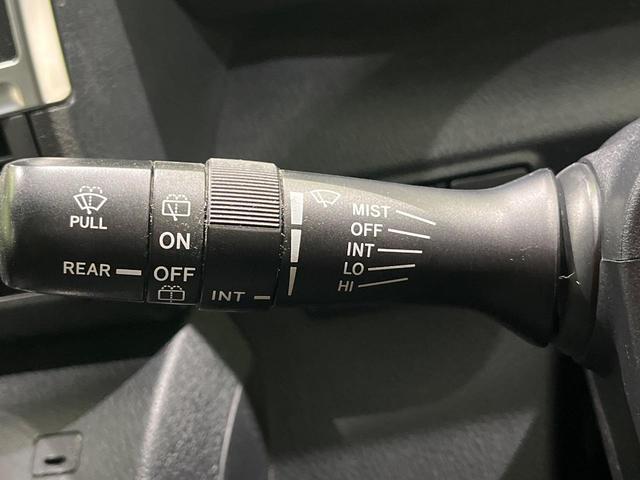 PULL
REAR
ON
OFF
INT
MIST
OFF
INT
LO
HI